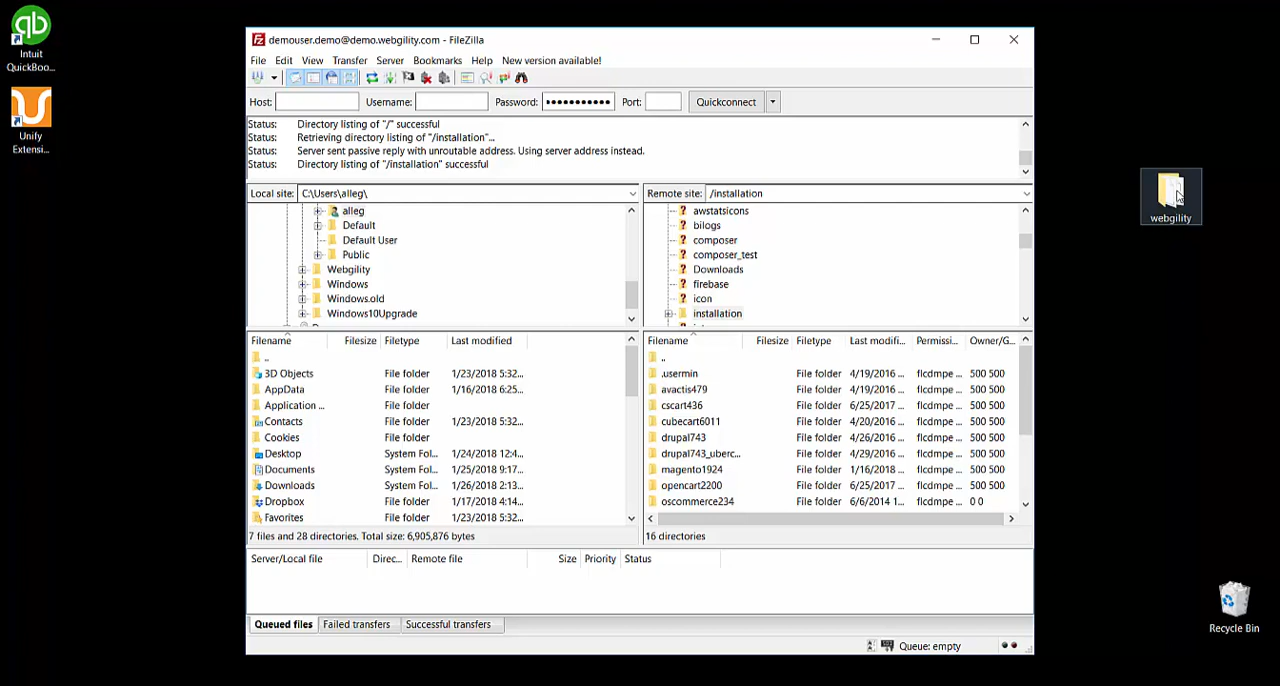 Intuit
QuickBoo...
Unify
Extensi...
demouser.demo@demo.webgility.com - FileZilla
File Edit View Transfer Server Bookmarks Help New version available!
Host: Username: Password: ●●●●●●●●●●● Port: Quickconnect
Status: Directory listing of "/" successful
Status: Retrieving directory listing of "/installation"...
Status: Server sent passive reply with unroutable address. Using server address instead.
Status: Directory listing of "/installation" successful
Local site: C:\Users\alleg\
alleg
Default
Default User
Public
Webgility
Windows
Windows.old
Windows10Upgrade
Remote site: /installation
awstatsicons
bilogs
composer
composer_test
Downloads
firebase
icon
installation
Filename Filesize Filetype Last modified
..
3D Objects File folder 1/23/2018 5:32...
AppData File folder 1/16/2018 6:25...
Application ... File folder
Contacts File folder 1/23/2018 5:32...
Cookies File folder
Desktop System Fol... 1/24/2018 12:4...
Documents System Fol... 1/25/2018 9:17...
Downloads System Fol... 1/26/2018 2:13...
Dropbox System Fol... 1/17/2018 4:14...
Favorites File folder 1/23/2018 5:32...
7 files and 28 directories. Total size: 6,905,876 bytes
Filename Filesize Filetype Last modifi... Permissi... Owner/G...
..
.usermin File folder 4/19/2016 ... flcdmpe ... 500 500
avactis479 File folder 4/19/2016 ... flcdmpe ... 500 500
cscart436 File folder 6/25/2017 ... flcdmpe ... 500 500
cubecart6011 File folder 4/20/2016 ... flcdmpe ... 500 500
drupal743 File folder 4/26/2016 ... flcdmpe ... 500 500
drupal743_uberc... File folder 4/29/2016 ... flcdmpe ... 500 500
magento1924 File folder 1/16/2018 ... flcdmpe ... 500 500
opencart2200 File folder 6/25/2017 ... flcdmpe ... 500 500
oscommerce234 File folder 6/6/2014 1... flcdmpe ... 0 0
16 directories
Server/Local file Direc... Remote file Size Priority Status
Queued files Failed transfers Successful transfers
Queue: empty
webgility
Recycle Bin